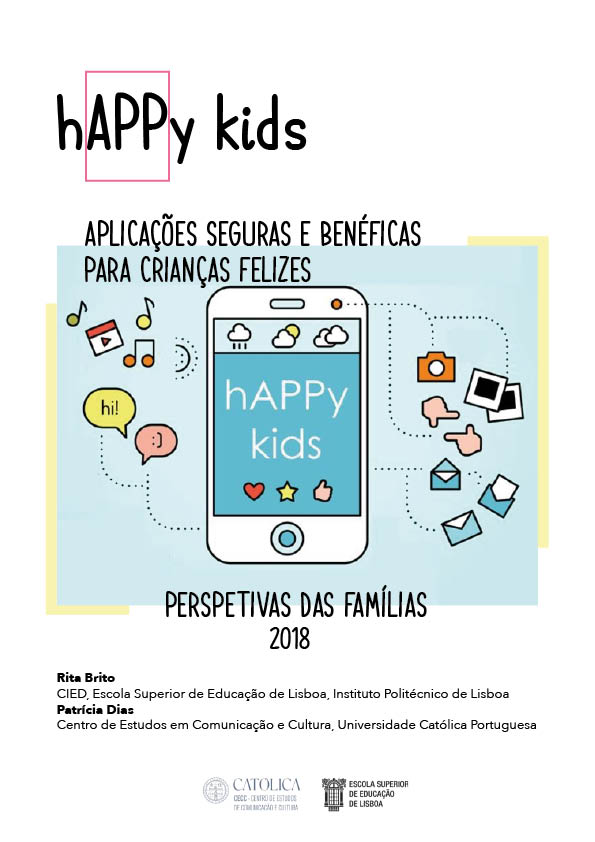 hAPPy kids
APLICAÇÕES SEGURAS E BENÉFICAS
PARA CRIANÇAS FELIZES
hi!
:)
hAPPy
kids
PERSPETIVAS DAS FAMÍLIAS
2018
Rita Brito
CIED, Escola Superior de Educação de Lisboa, Instituto Politécnico de Lisboa
Patrícia Dias
Centro de Estudos em Comunicação e Cultura, Universidade Católica Portuguesa
CATOLICA
CECC - CENTRO DE ESTUDOS
DE COMUNICAÇÃO E CULTURA
ESCOLA SUPERIOR
DE EDUCAÇÃO
DE LISBOA